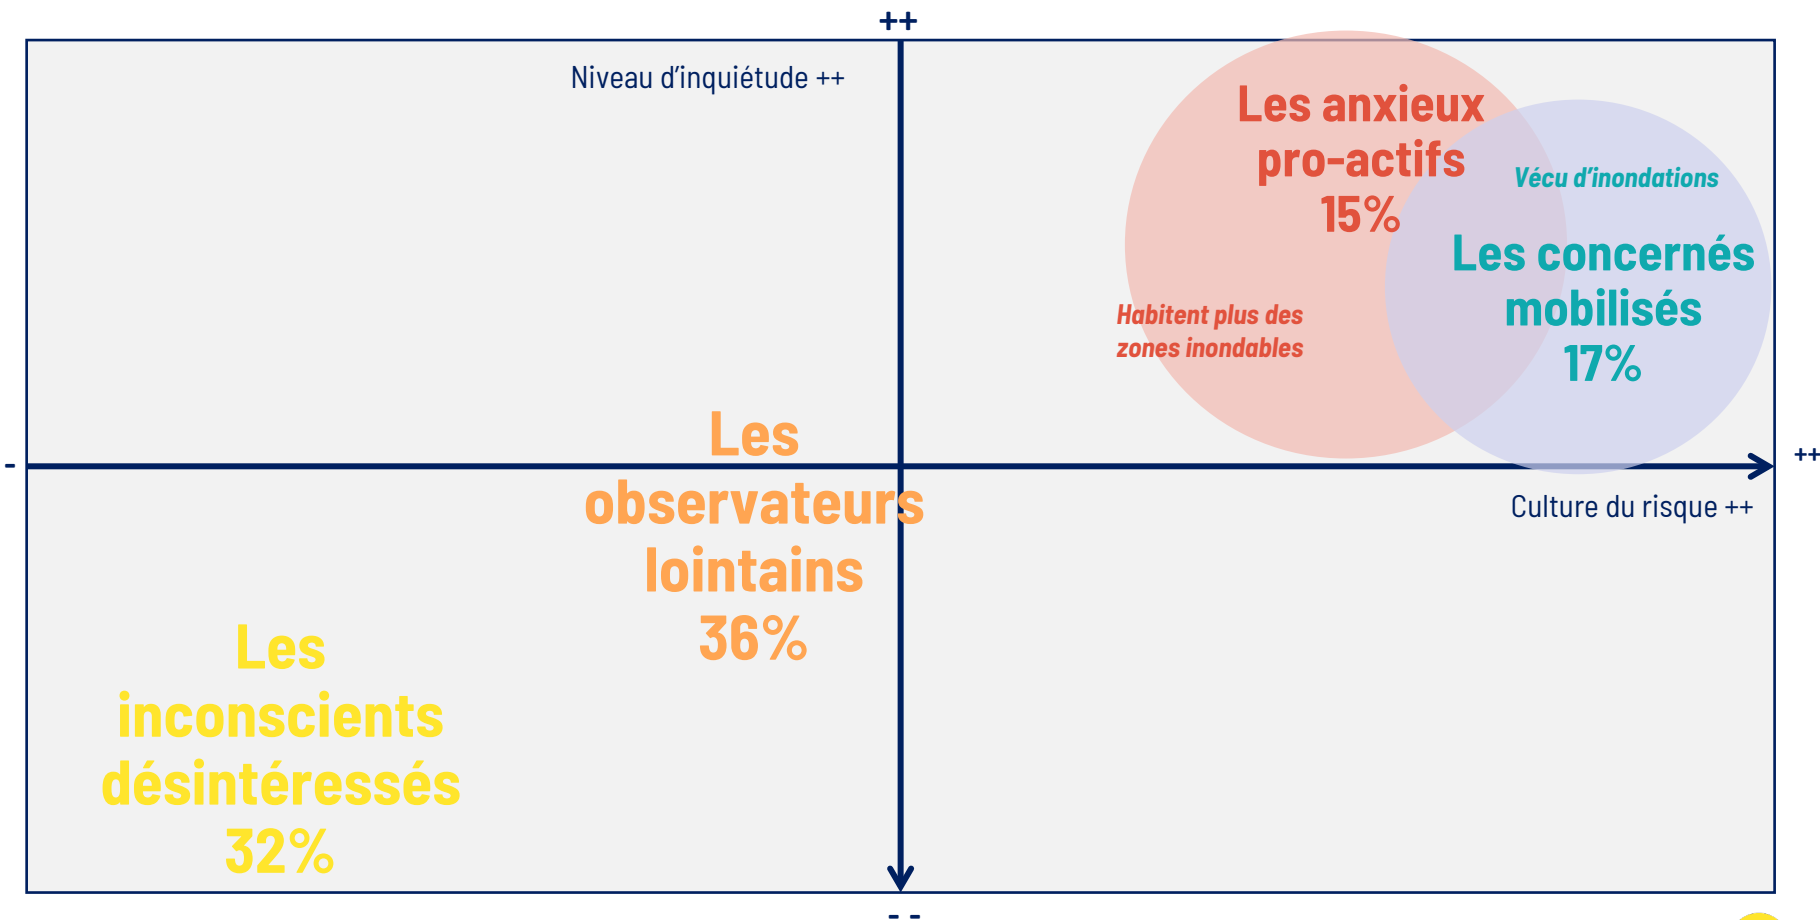 ++
Niveau d'inquiétude ++
Les anxieux
pro-actifs
15%
Vécu d'inondations
Les concernés
mobilisés
17%
Habitent plus des
zones inondables
-
++
Culture du risque ++
Les
observateurs
lointains
36%
Les
inconscients
désintéressés
32%
- -